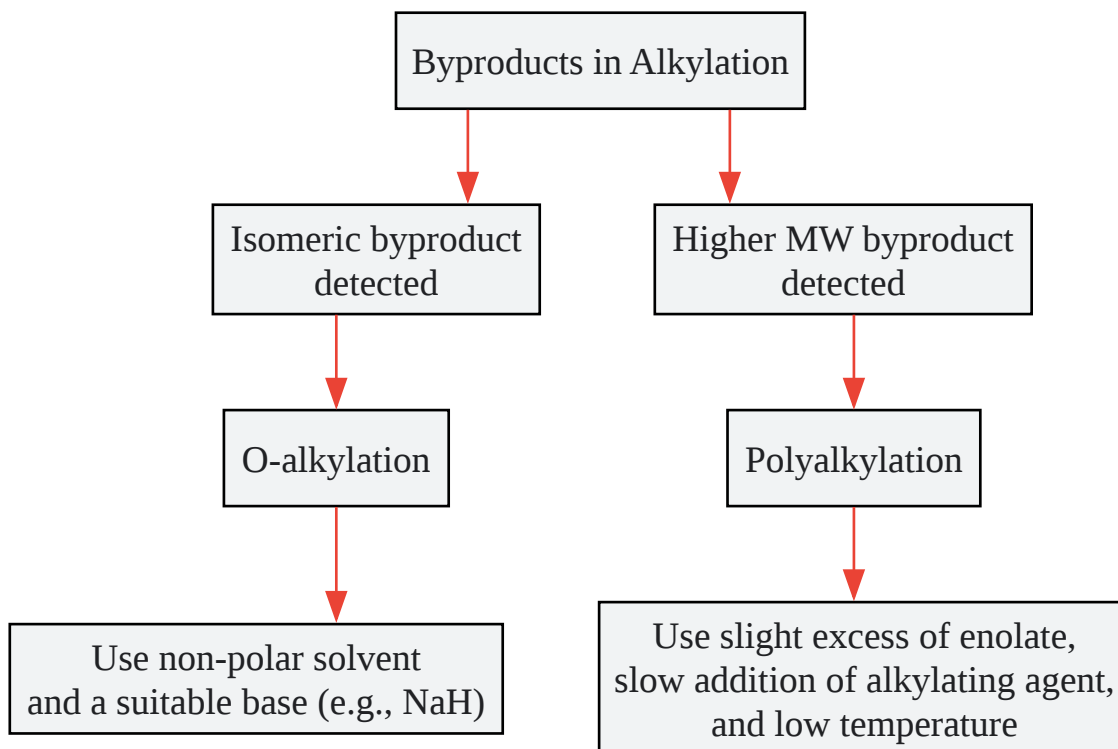 Byproducts in Alkylation
Isomeric byproduct
detected
Higher MW byproduct
detected
O-alkylation
Polyalkylation
Use non-polar solvent
and a suitable base (e.g., NaH)
Use slight excess of enolate,
slow addition of alkylating agent,
and low temperature